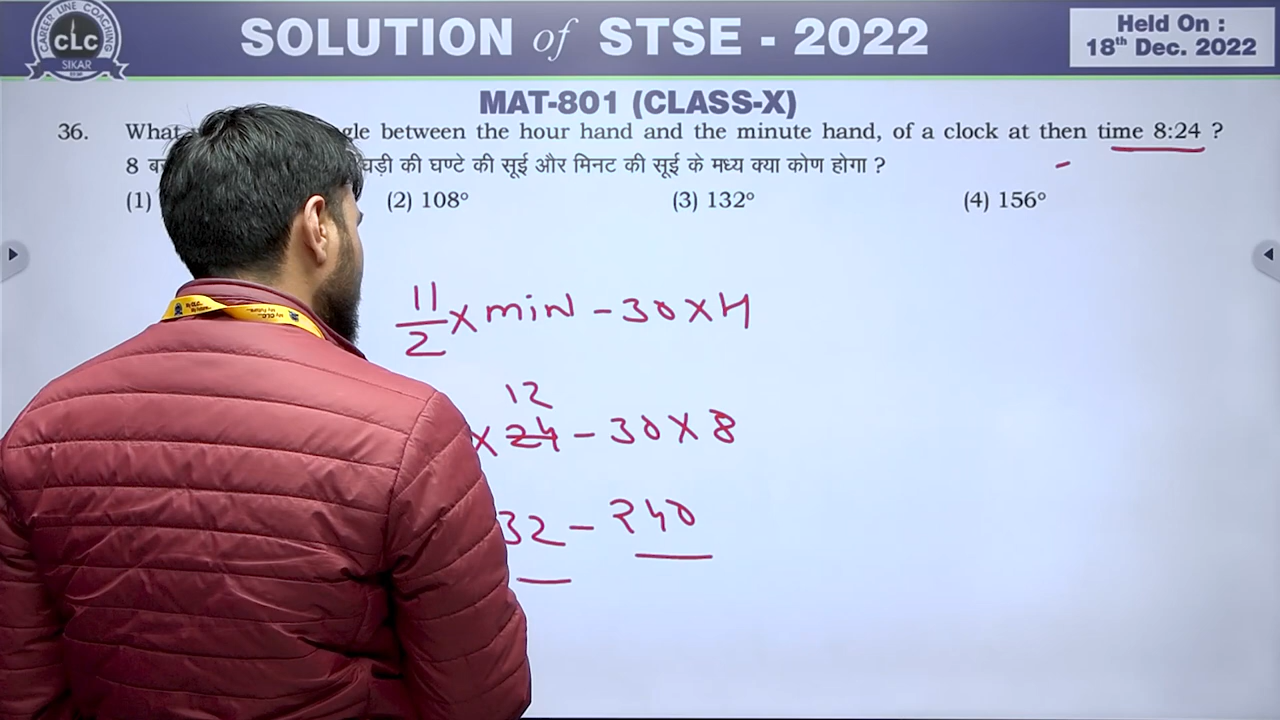 CAREER LINE COACHING
CLC
SIKAR
SOLUTION of STSE - 2022
Held On :
18th Dec. 2022
MAT-801 (CLASS-X)
36. What between the hour hand and the minute hand, of a clock at then time 8:24 ?
8 घड़ी की घण्टे की सूई और मिनट की सूई के मध्य क्या कोण होगा ?
(1) (2) 108° (3) 132° (4) 156°
11/2 × min - 30 × H
12
× 24 - 30 × 8
32 - 240